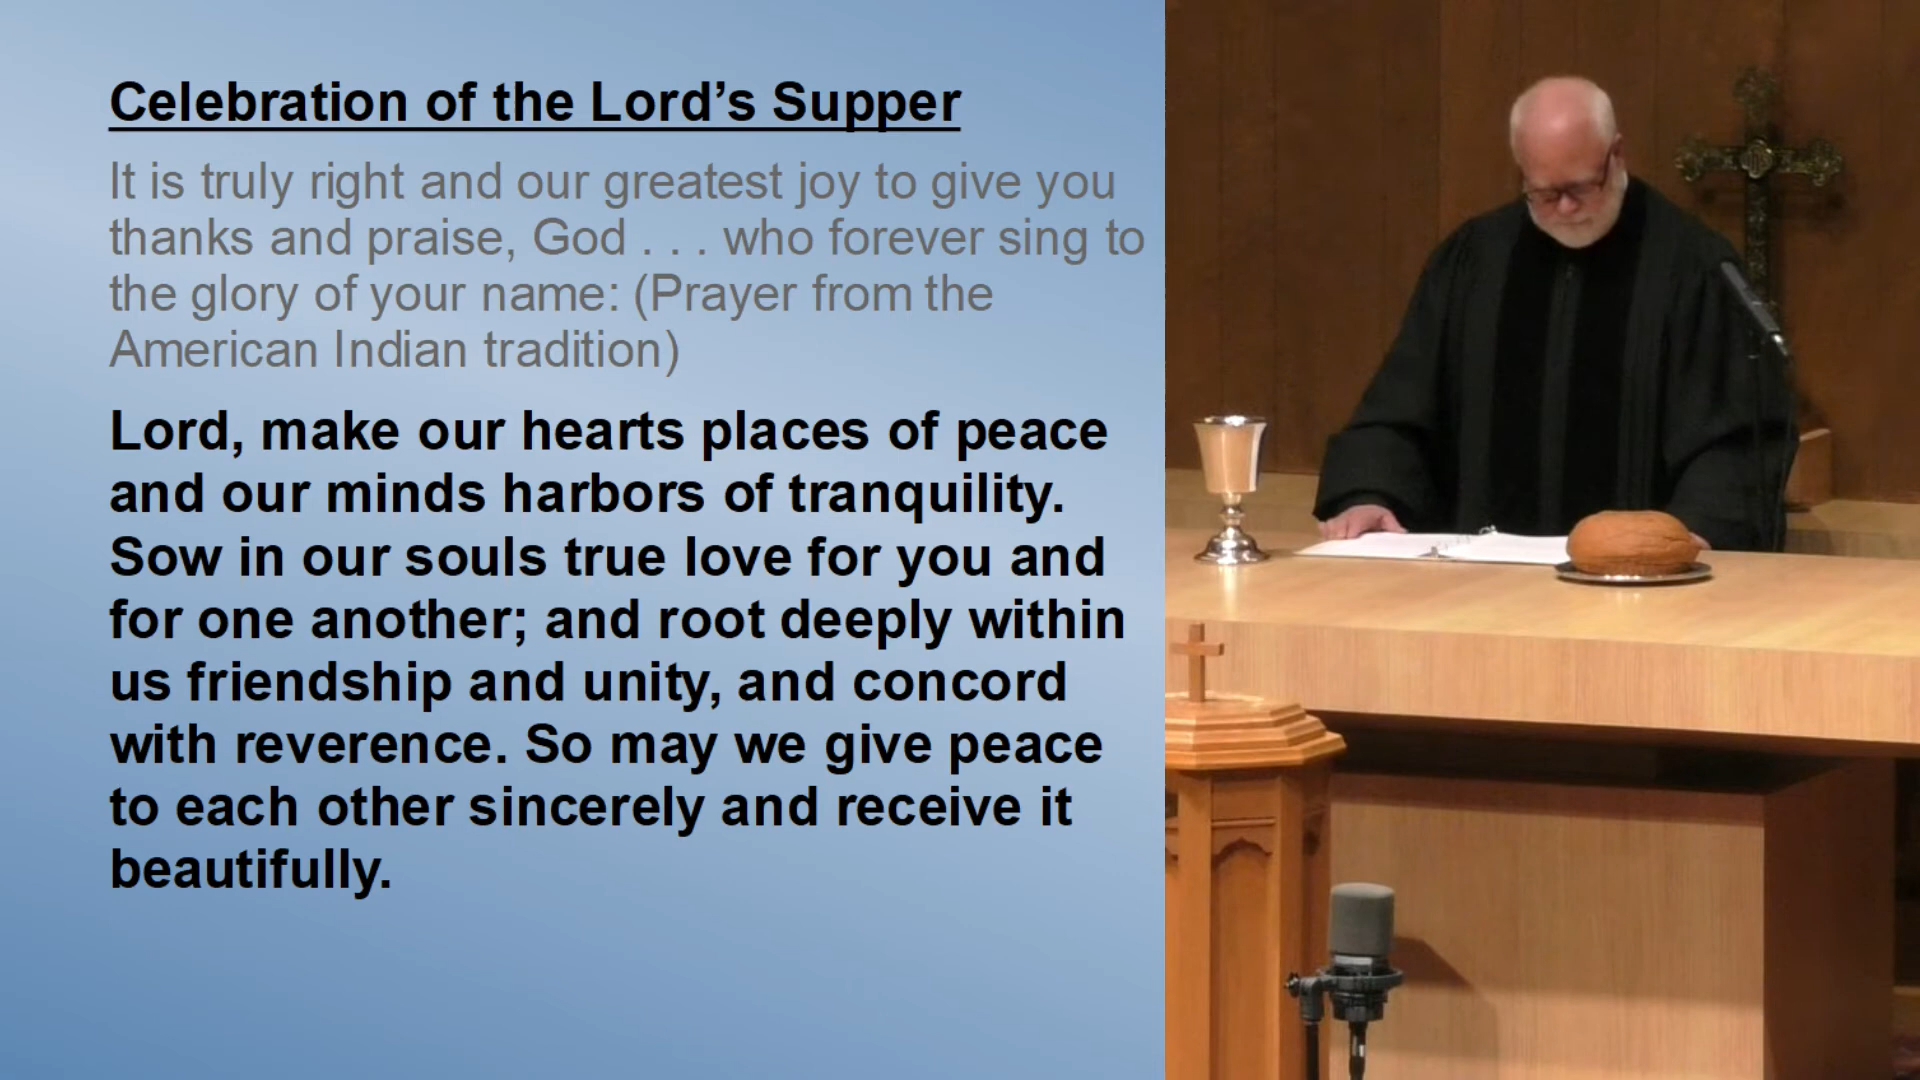 Celebration of the Lord’s Supper
It is truly right and our greatest joy to give you
thanks and praise, God . . . who forever sing to
the glory of your name: (Prayer from the
American Indian tradition)
Lord, make our hearts places of peace
and our minds harbors of tranquility.
Sow in our souls true love for you and
for one another; and root deeply within
us friendship and unity, and concord
with reverence. So may we give peace
to each other sincerely and receive it
beautifully.